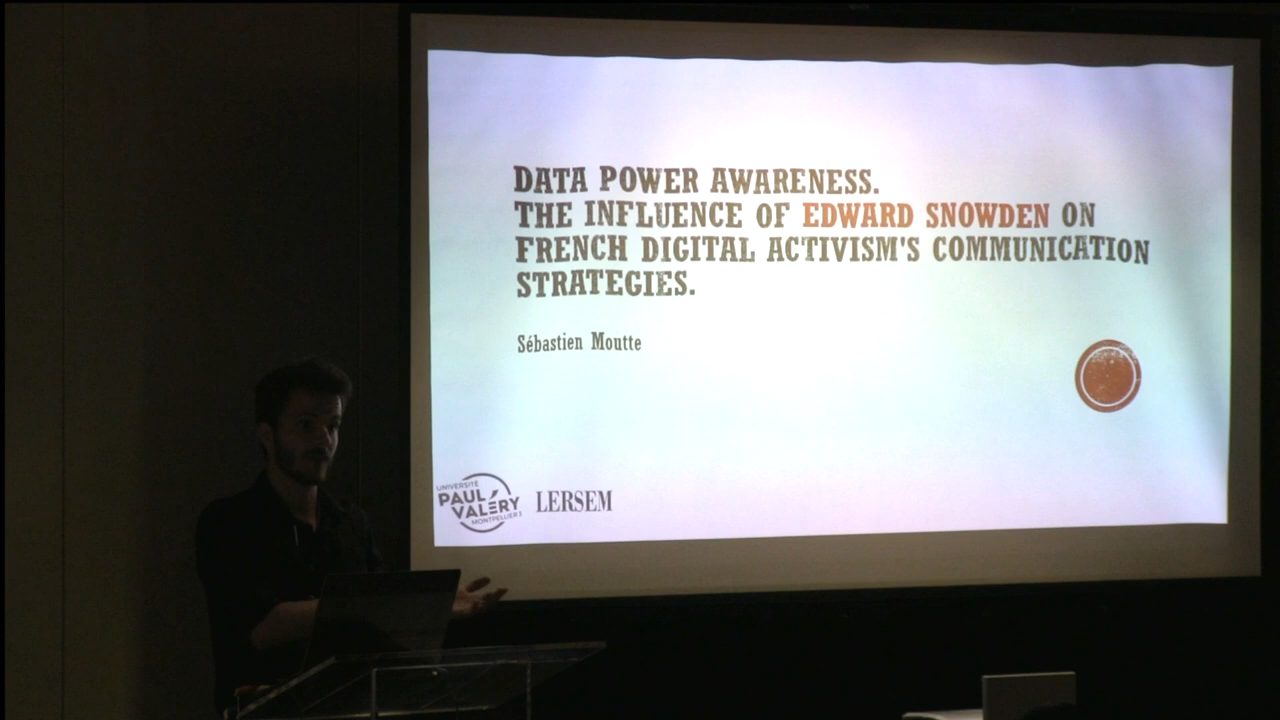 DATA POWER AWARENESS.
THE INFLUENCE OF EDWARD SNOWDEN ON
FRENCH DIGITAL ACTIVISM'S COMMUNICATION
STRATEGIES.
Sébastien Moutte
UNIVERSITÉ
PAUL
VALÉRY
MONTPELLIER 3
LERSEM